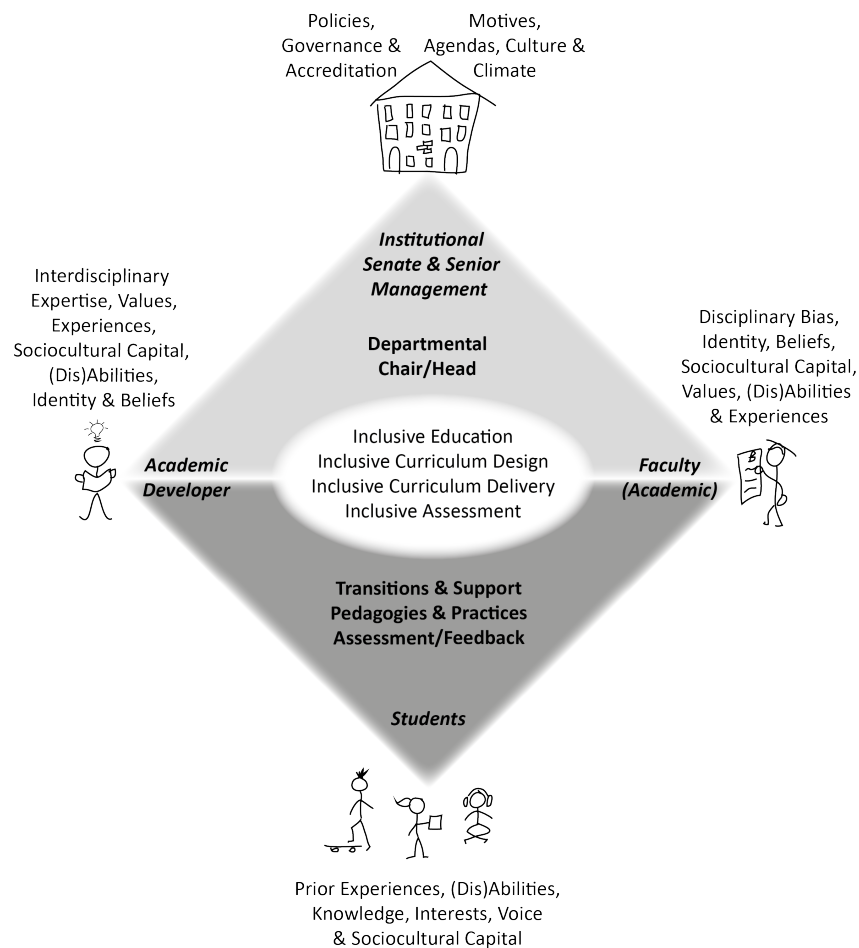 Policies,
Governance &
Accreditation
Motives,
Agendas, Culture &
Climate
Institutional
Senate & Senior
Management
Interdisciplinary
Expertise, Values,
Experiences,
Sociocultural Capital,
(Dis)Abilities,
Identity & Beliefs
Departmental
Chair/Head
Disciplinary Bias,
Identity, Beliefs,
Sociocultural Capital,
Values, (Dis)Abilities
& Experiences
Academic
Developer
Inclusive Education
Inclusive Curriculum Design
Inclusive Curriculum Delivery
Inclusive Assessment
Faculty
(Academic)
B
Transitions & Support
Pedagogies & Practices
Assessment/Feedback
Students
Prior Experiences, (Dis)Abilities,
Knowledge, Interests, Voice
& Sociocultural Capital